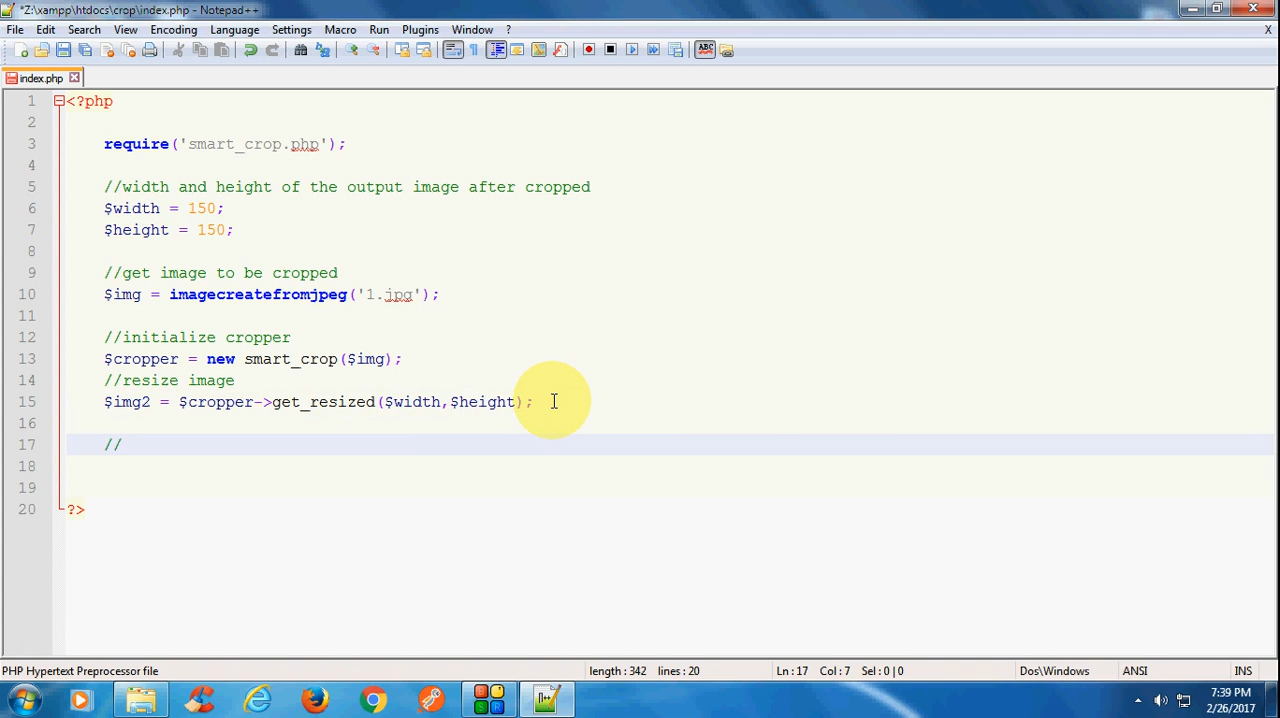 *Z:\xampp\htdocs\crop\index.php - Notepad++
File Edit Search View Encoding Language Settings Macro Run Plugins Window ? X
index.php
1 <?php
2
3 require('smart_crop.php');
4
5 //width and height of the output image after cropped
6 $width = 150;
7 $height = 150;
8
9 //get image to be cropped
10 $img = imagecreatefromjpeg('1.jpg');
11
12 //initialize cropper
13 $cropper = new smart_crop($img);
14 //resize image
15 $img2 = $cropper->get_resized($width,$height);
16
17 //
18
19
20 ?>
PHP Hypertext Preprocessor file length : 342 lines : 20 Ln : 17 Col : 7 Sel : 0 | 0 Dos\Windows ANSI INS
7:39 PM
2/26/2017